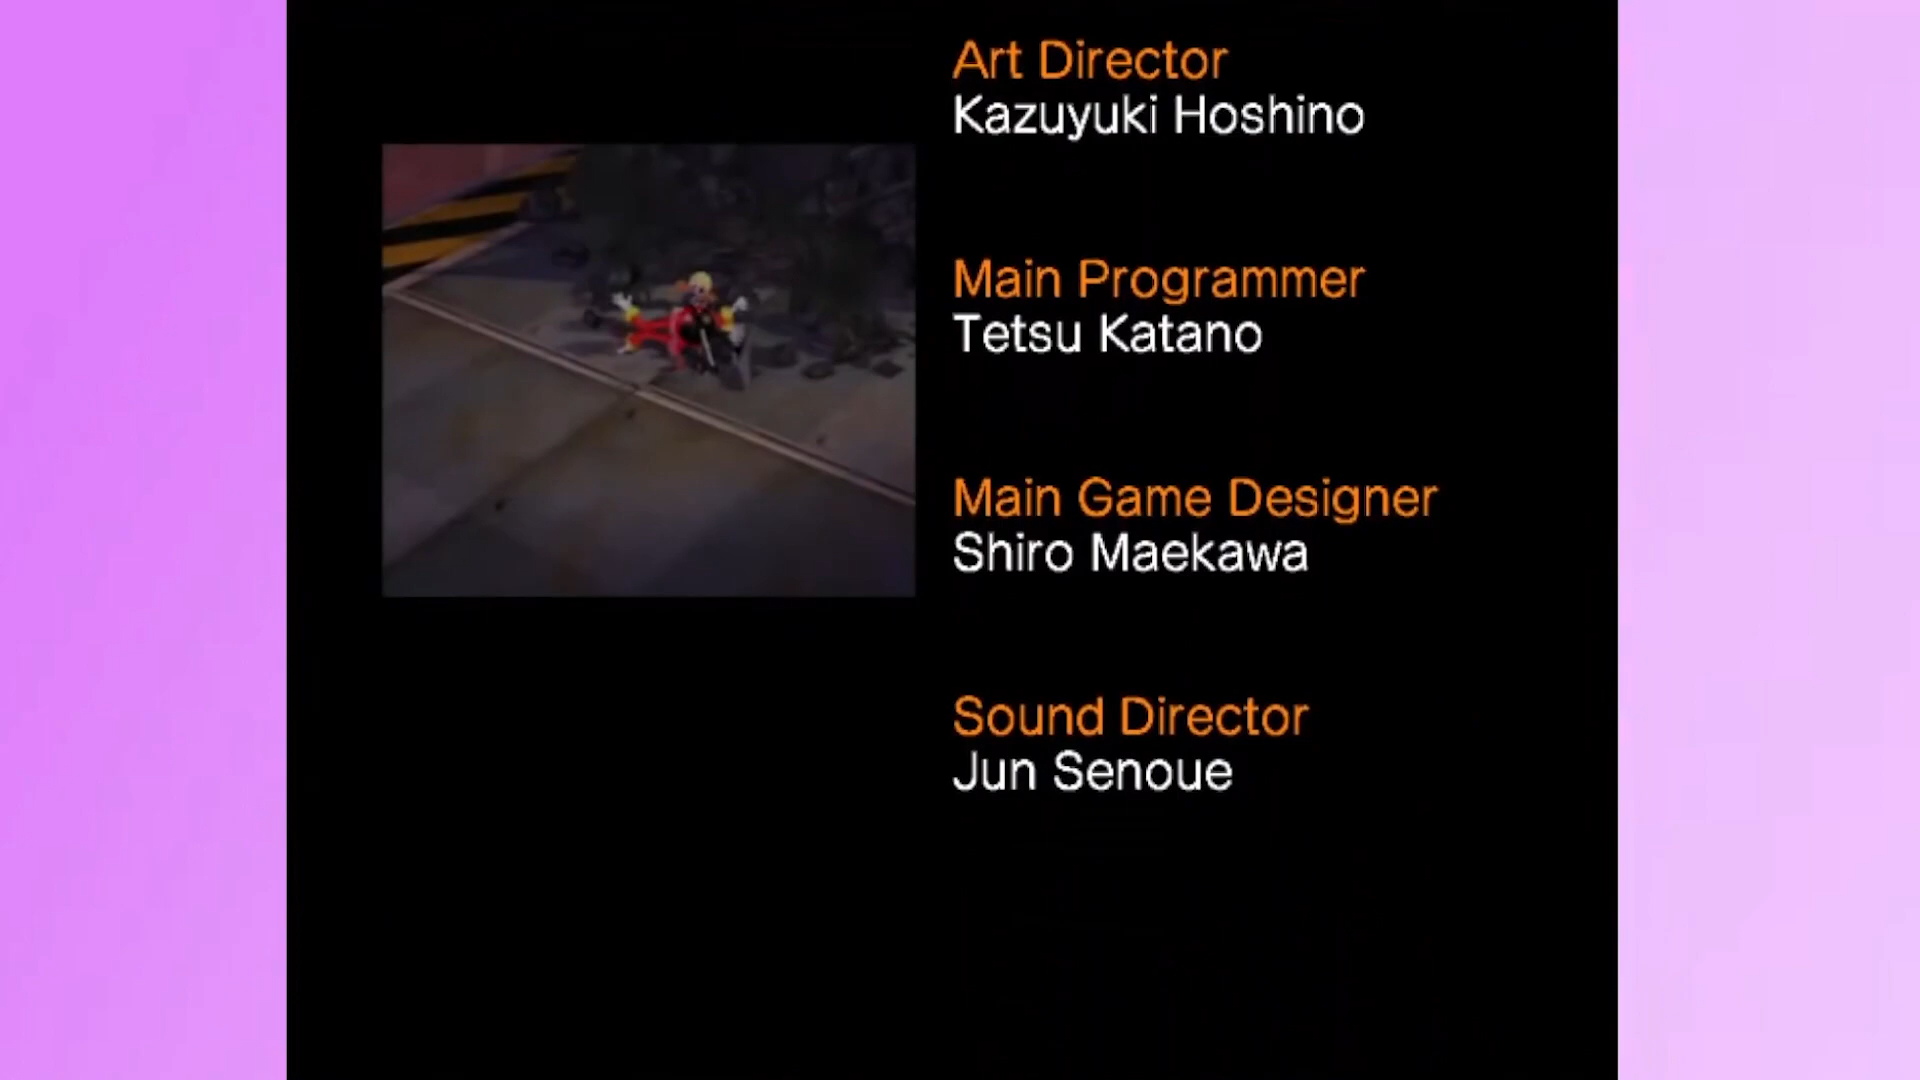 Art Director
Kazuyuki Hoshino
Main Programmer
Tetsu Katano
Main Game Designer
Shiro Maekawa
Sound Director
Jun Senoue